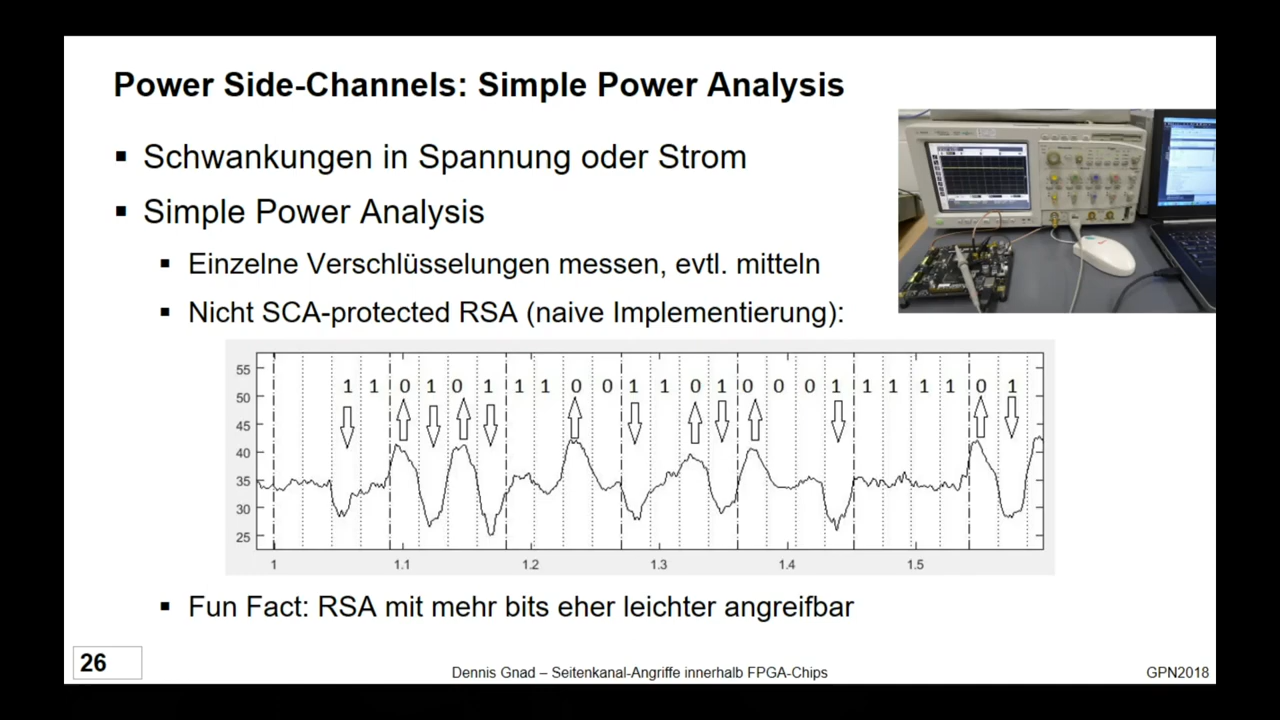 Power Side-Channels: Simple Power Analysis
▪ Schwankungen in Spannung oder Strom
▪ Simple Power Analysis
▪ Einzelne Verschlüsselungen messen, evtl. mitteln
▪ Nicht SCA-protected RSA (naive Implementierung):
55
1 1 0 1 0 1 1 1 0 0 1 1 0 1 0 0 0 1 1 1 1 1 0 1
50
45
40
35
30
25
1 1.1 1.2 1.3 1.4 1.5
▪ Fun Fact: RSA mit mehr bits eher leichter angreifbar
26
Dennis Gnad – Seitenkanal-Angriffe innerhalb FPGA-Chips
GPN2018